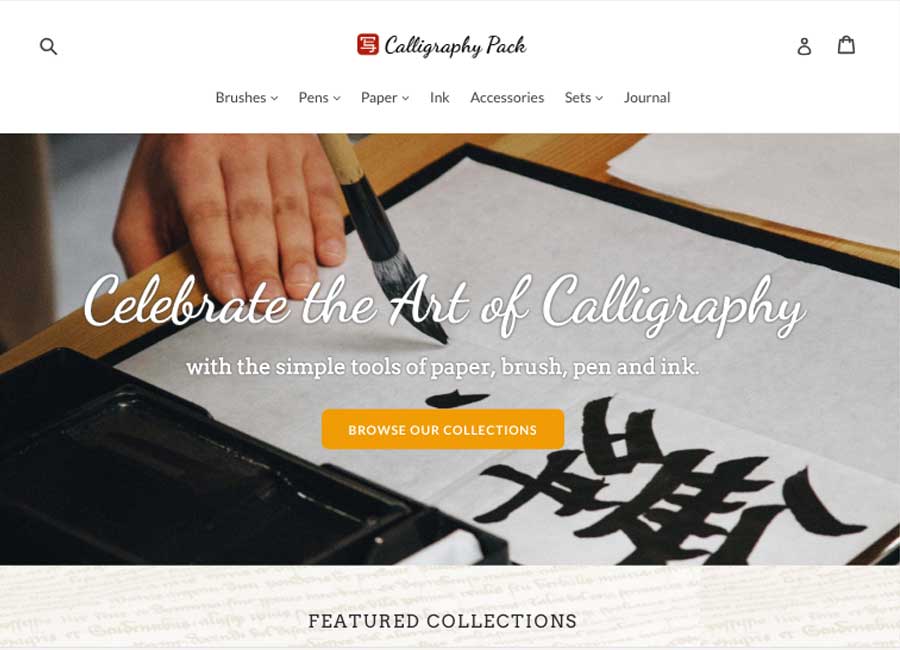 写 Calligraphy Pack
Brushes Pens Paper Ink Accessories Sets Journal
Celebrate the Art of Calligraphy
with the simple tools of paper, brush, pen and ink.
BROWSE OUR COLLECTIONS
FEATURED COLLECTIONS